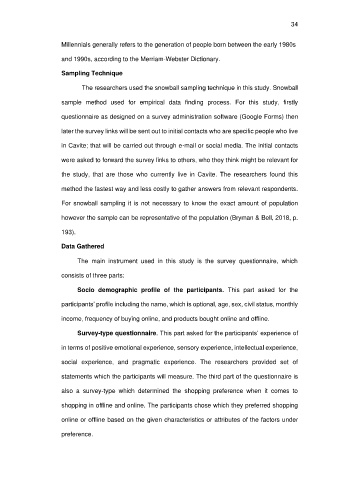 34
Millennials generally refers to the generation of people born between the early 1980s
and 1990s, according to the Merriam-Webster Dictionary.
Sampling Technique
The researchers used the snowball sampling technique in this study. Snowball
sample method used for empirical data finding process. For this study, firstly
questionnaire as designed on a survey administration software (Google Forms) then
later the survey links will be sent out to initial contacts who are specific people who live
in Cavite; that will be carried out through e-mail or social media. The initial contacts
were asked to forward the survey links to others, who they think might be relevant for
the study, that are those who currently live in Cavite. The researchers found this
method the fastest way and less costly to gather answers from relevant respondents.
For snowball sampling it is not necessary to know the exact amount of population
however the sample can be representative of the population (Bryman & Bell, 2018, p.
193).
Data Gathered
The main instrument used in this study is the survey questionnaire, which
consists of three parts:
Socio demographic profile of the participants. This part asked for the
participants' profile including the name, which is optional, age, sex, civil status, monthly
income, frequency of buying online, and products bought online and offline.
Survey-type questionnaire. This part asked for the participants' experience of
in terms of positive emotional experience, sensory experience, intellectual experience,
social experience, and pragmatic experience. The researchers provided set of
statements which the participants will measure. The third part of the questionnaire is
also a survey-type which determined the shopping preference when it comes to
shopping in offline and online. The participants chose which they preferred shopping
online or offline based on the given characteristics or attributes of the factors under
preference.